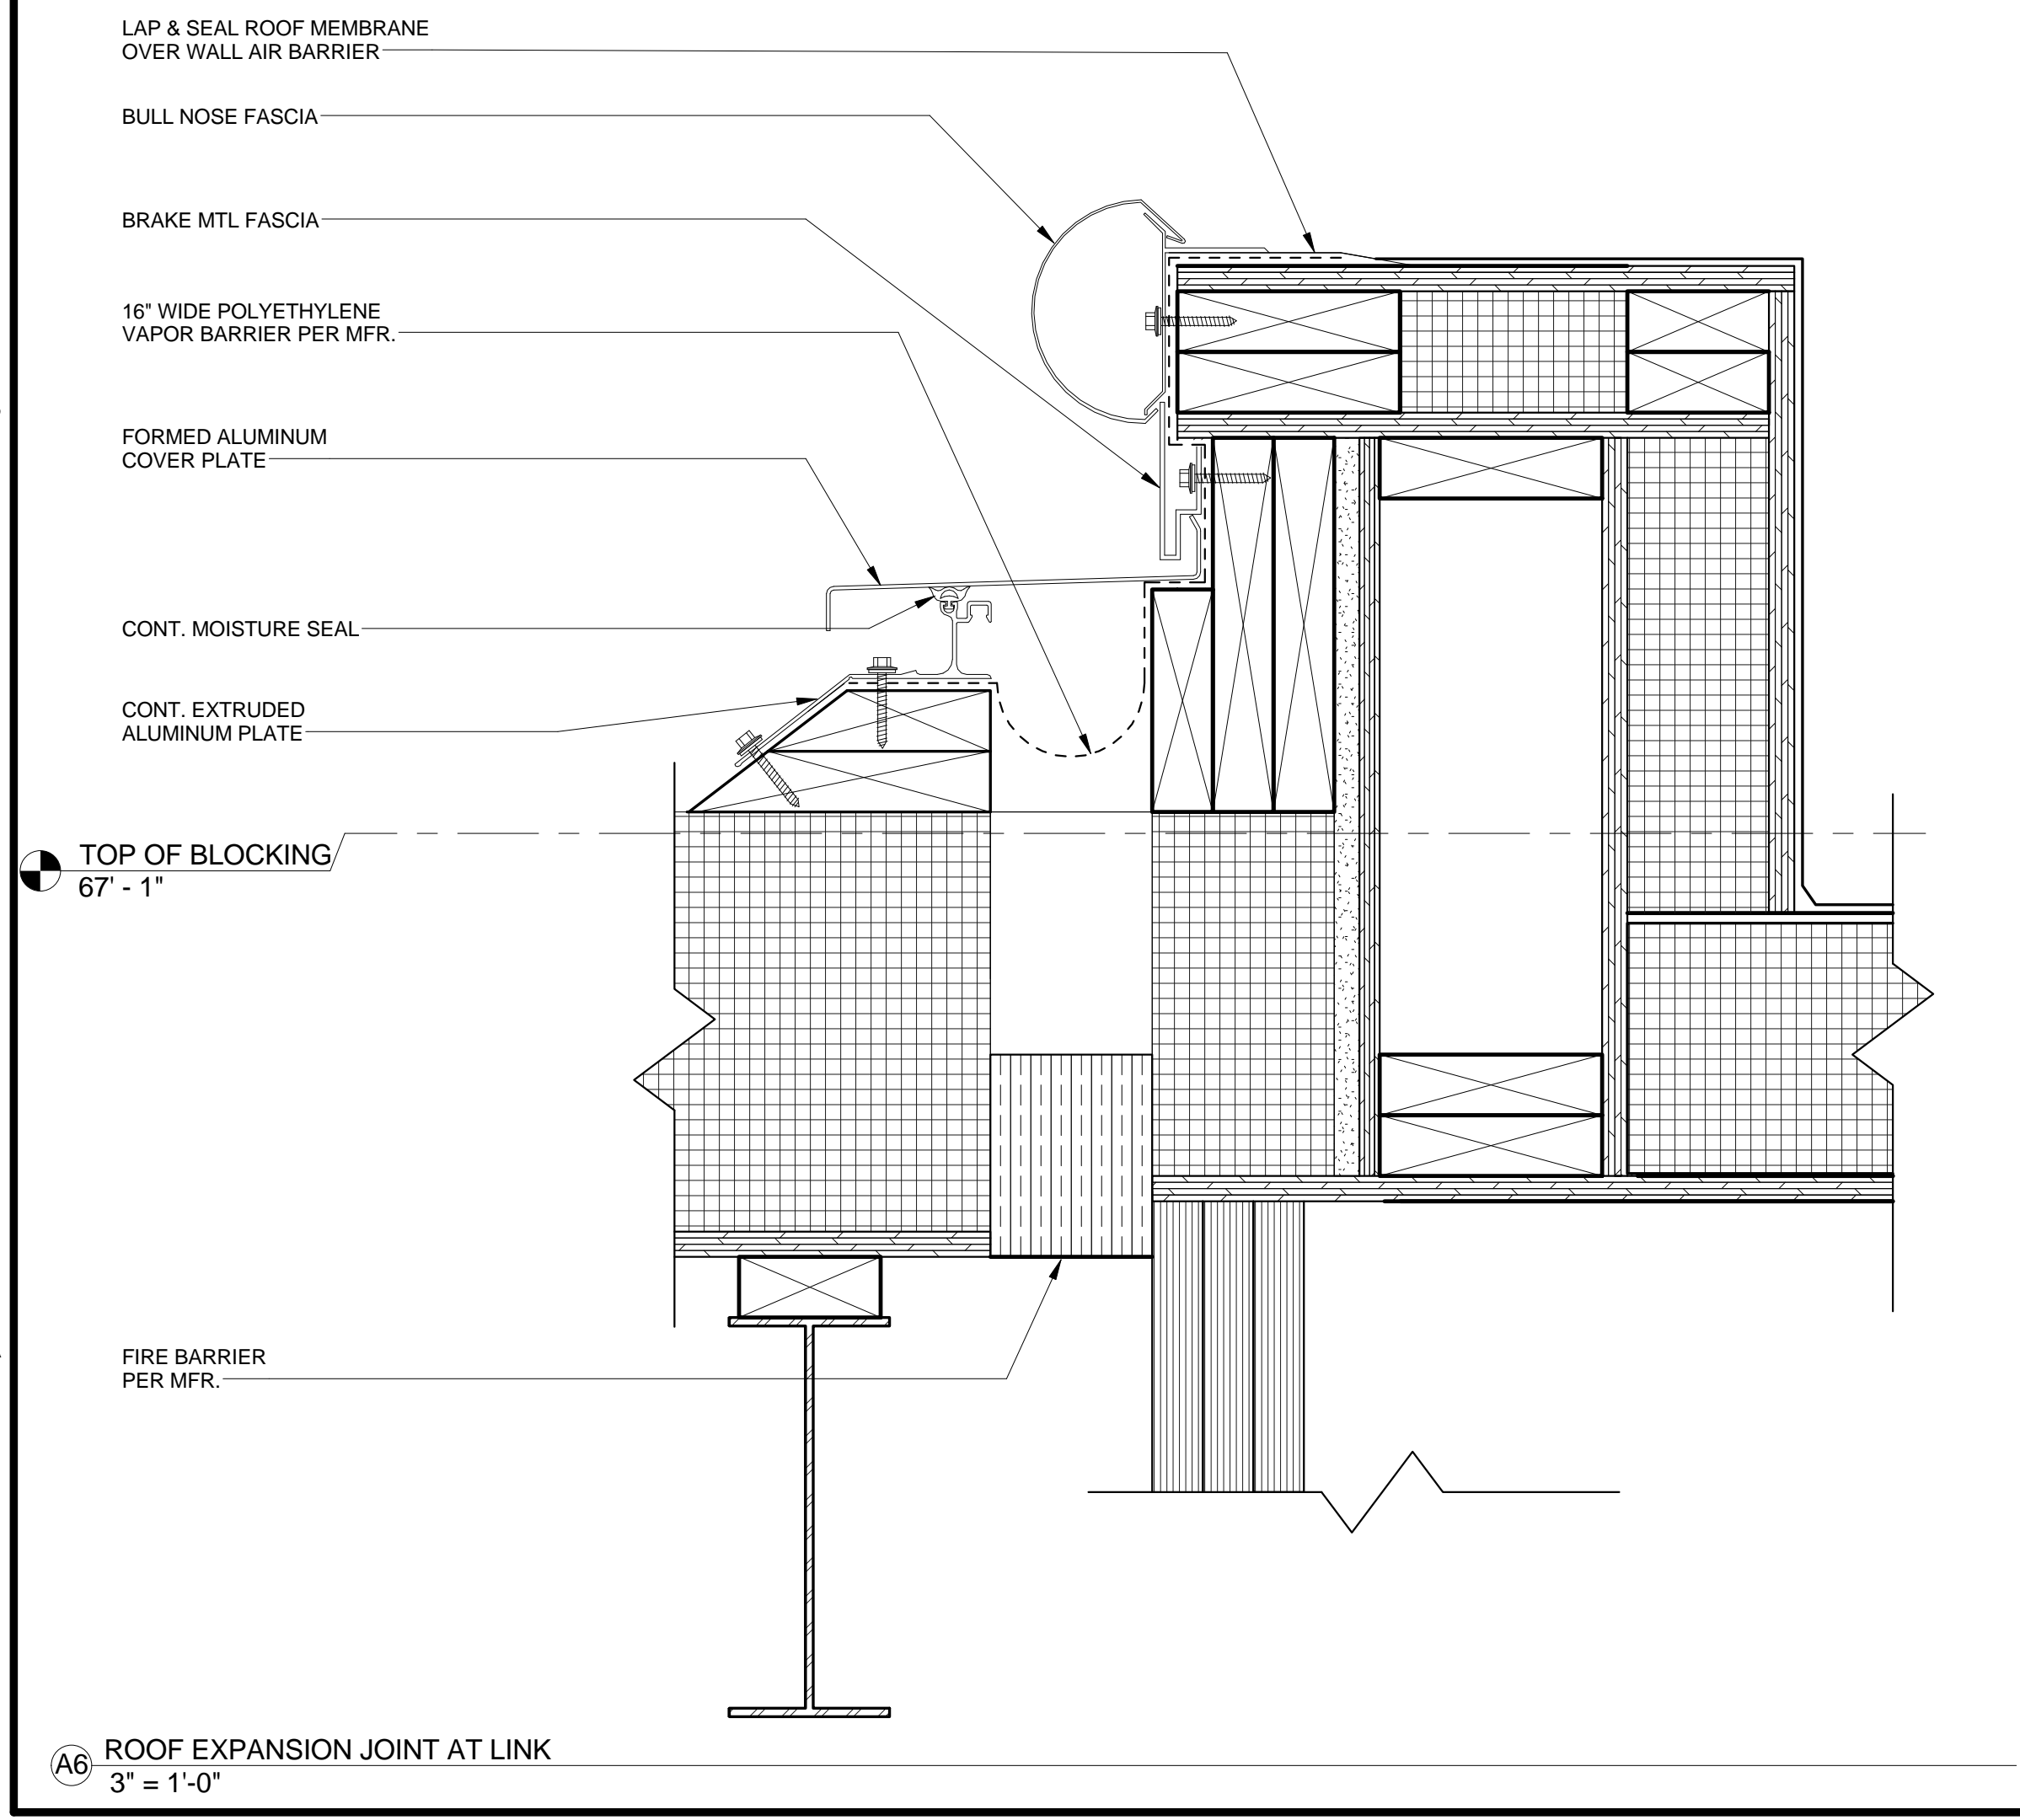 LAP & SEAL ROOF MEMBRANE
OVER WALL AIR BARRIER
BULL NOSE FASCIA
BRAKE MTL FASCIA
16" WIDE POLYETHYLENE
VAPOR BARRIER PER MFR.
FORMED ALUMINUM
COVER PLATE
CONT. MOISTURE SEAL
CONT. EXTRUDED
ALUMINUM PLATE
TOP OF BLOCKING
67' - 1"
FIRE BARRIER
PER MFR.
A6 ROOF EXPANSION JOINT AT LINK
3" = 1'-0"